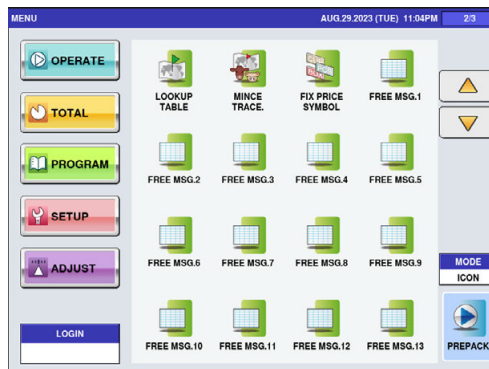 MENU
AUG.29.2023 (TUE) 11:04PM
2/3
OPERATE
TOTAL
PROGRAM
SETUP
ADJUST
LOGIN
LOOKUP
TABLE
MINCE
TRACE.
FIX PRICE
SYMBOL
FREE MSG.1
FREE MSG.2
FREE MSG.3
FREE MSG.4
FREE MSG.5
FREE MSG.6
FREE MSG.7
FREE MSG.8
FREE MSG.9
FREE MSG.10
FREE MSG.11
FREE MSG.12
FREE MSG.13
MODE
ICON
PREPACK